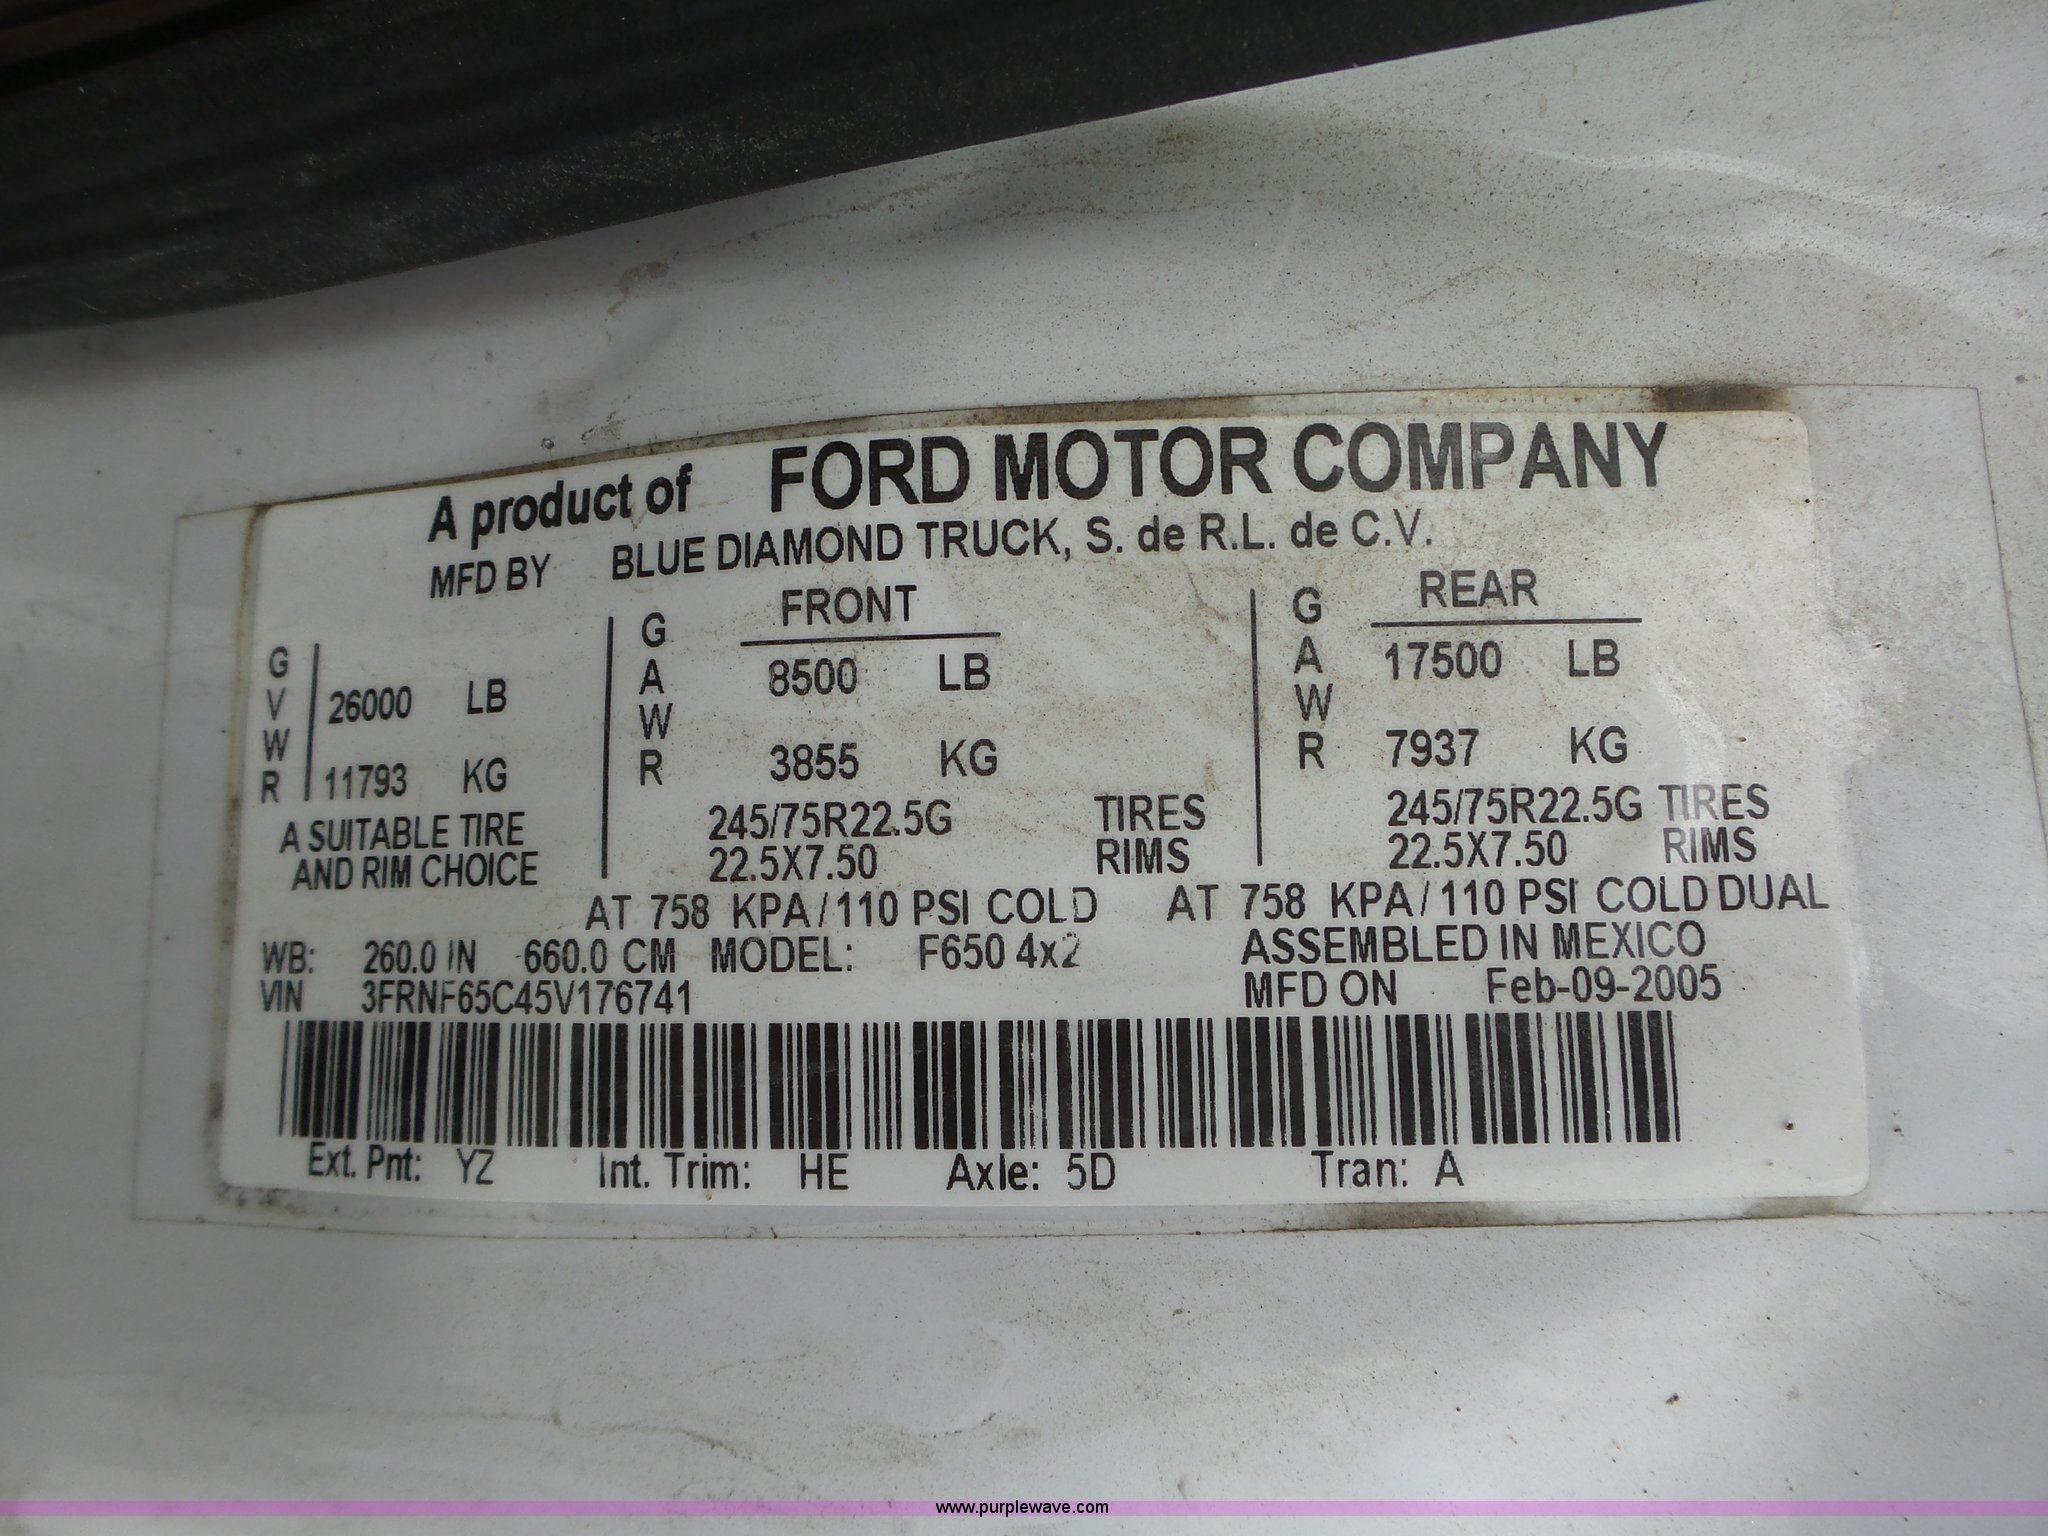 A product of FORD MOTOR COMPANY
MFD BY BLUE DIAMOND TRUCK, S. de R.L. de C.V.
GVWR 26000 LB 11793 KG
A SUITABLE TIRE
AND RIM CHOICE
GAWR FRONT
8500 LB
3855 KG
245/75R22.5G TIRES
22.5X7.50 RIMS
AT 758 KPA/110 PSI COLD
GAWR REAR
17500 LB
7937 KG
245/75R22.5G TIRES
22.5X7.50 RIMS
AT 758 KPA/110 PSI COLD DUAL
WB: 260.0 IN 660.0 CM MODEL: F650 4x2 ASSEMBLED IN MEXICO
VIN 3FRNF65C45V176741 MFD ON Feb-09-2005
Ext. Pnt: YZ Int. Trim: HE Axle: 5D Tran: A
www.purplewave.com